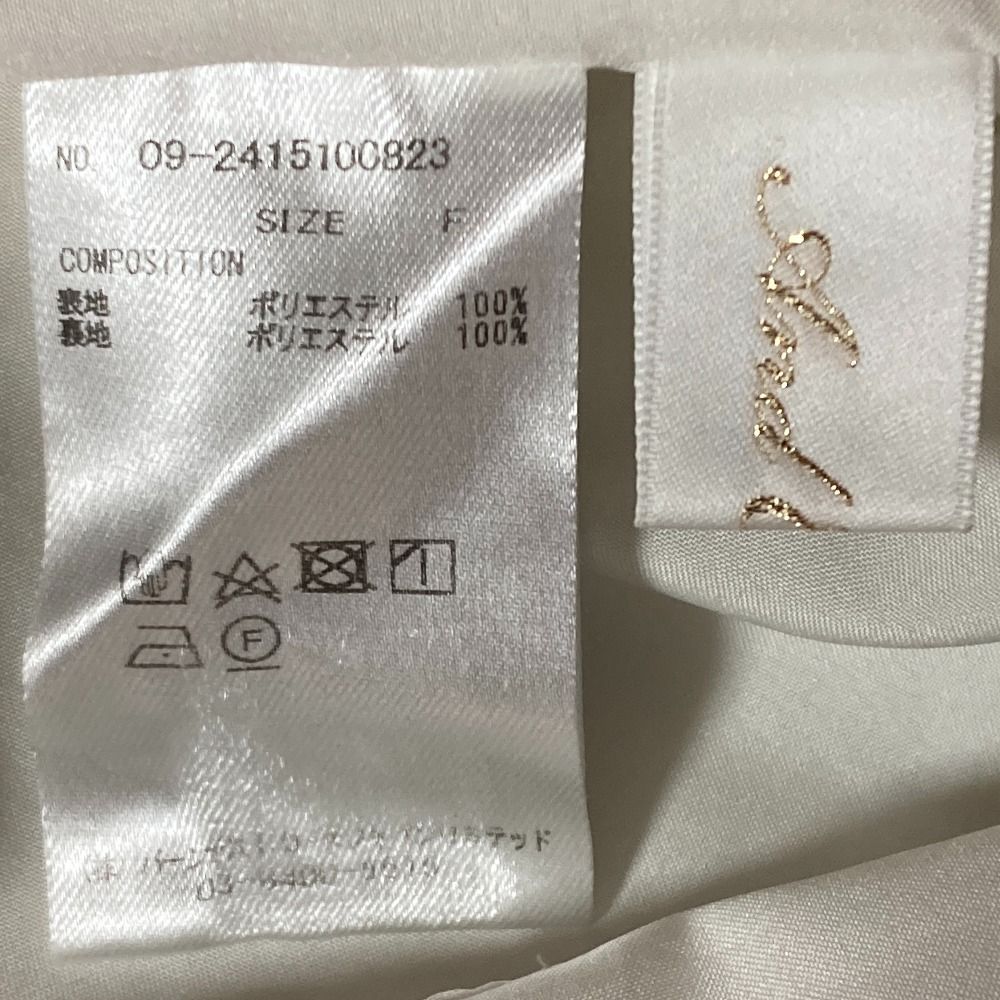 NO. 09-2415100823
SIZE F
COMPOSITION
表地 ポリエステル 100%
裏地 ポリエステル 100%
F